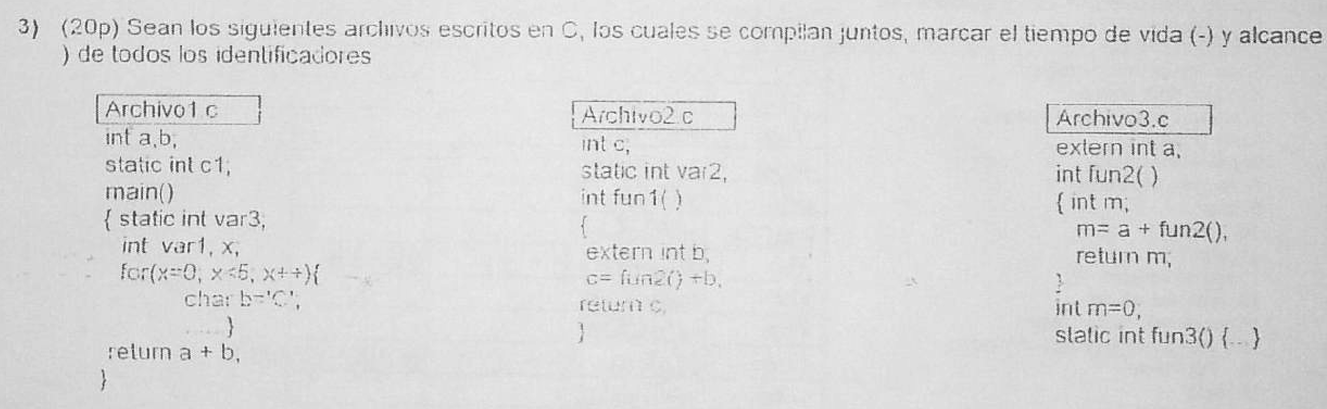 3) (20p) Sean los siguientes archivos escritos en C, los cuales se compilan juntos, marcar el tiempo de vida (-) y alcance
) de todos los identificadores
Archivo1.c
int a,b;
static int c1;
main()
{ static int var3;
int var1, x;
for(x=0; x<5; x++){
char b='C';
.....}
return a + b;
}
Archivo2.c
int c;
static int var2;
int fun1( )
{
extern int b;
c= fun2() +b;
return c;
}
Archivo3.c
extern int a;
int fun2( )
{ int m;
m= a + fun2();
return m;
}
int m=0;
static int fun3() {...}